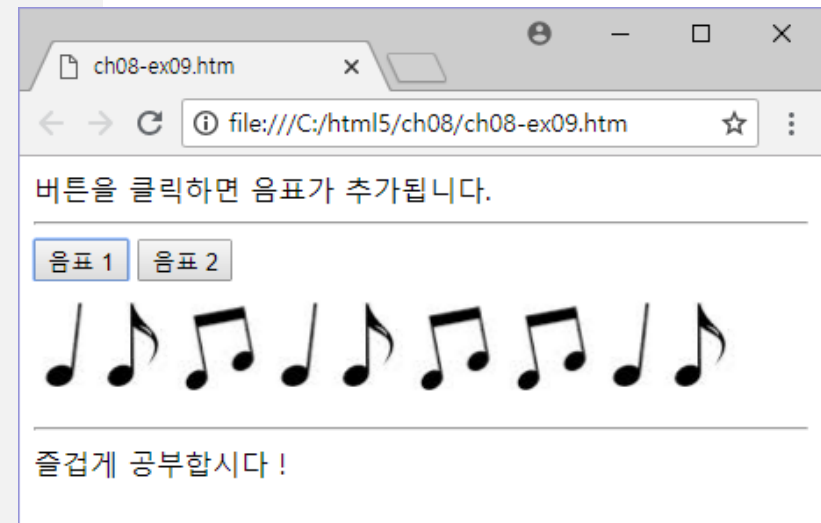 ch08-ex09.htm
file:///C:/html5/ch08/ch08-ex09.htm
버튼을 클릭하면 음표가 추가됩니다.
음표 1 음표 2
즐겁게 공부합시다 !